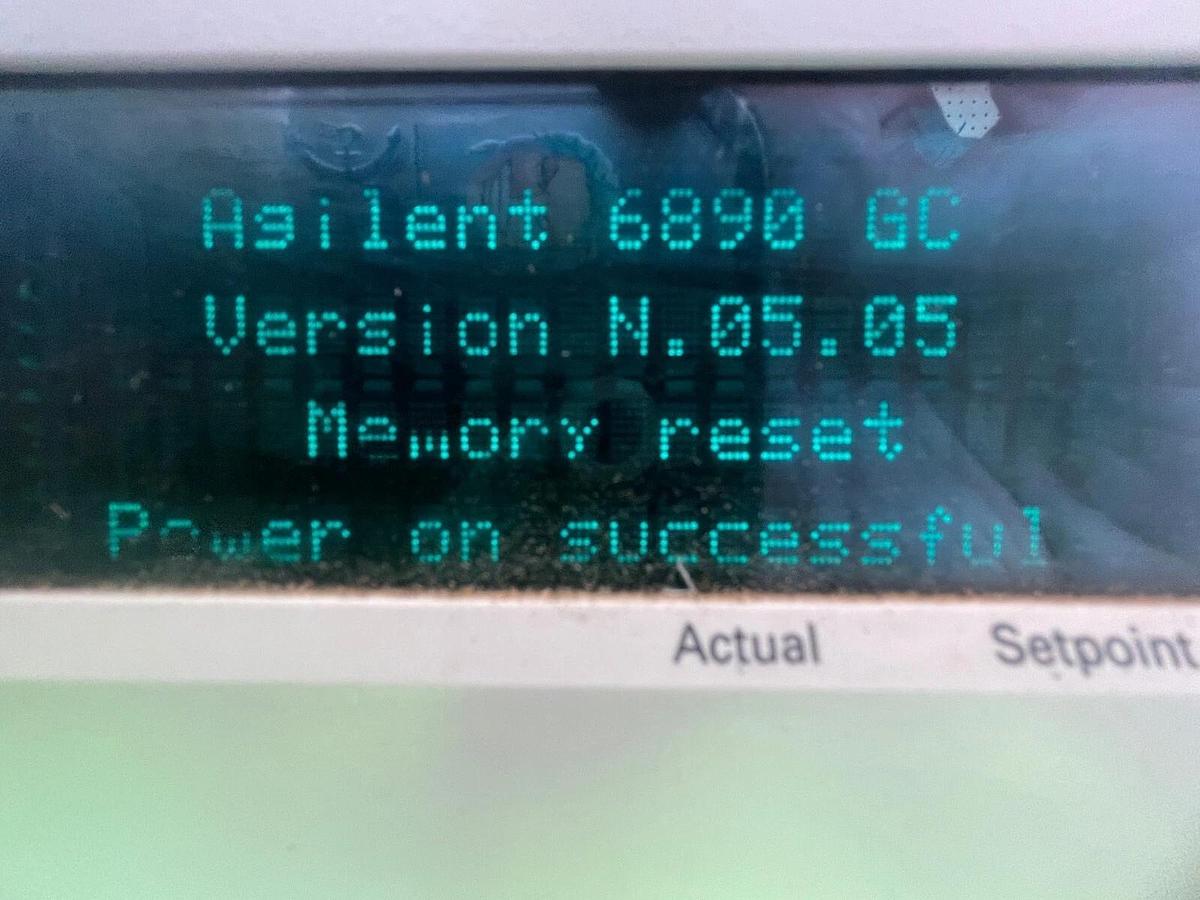 Agilent 6890 GC
Version N.05.05
Memory reset
Power on successful
Actual Setpoint